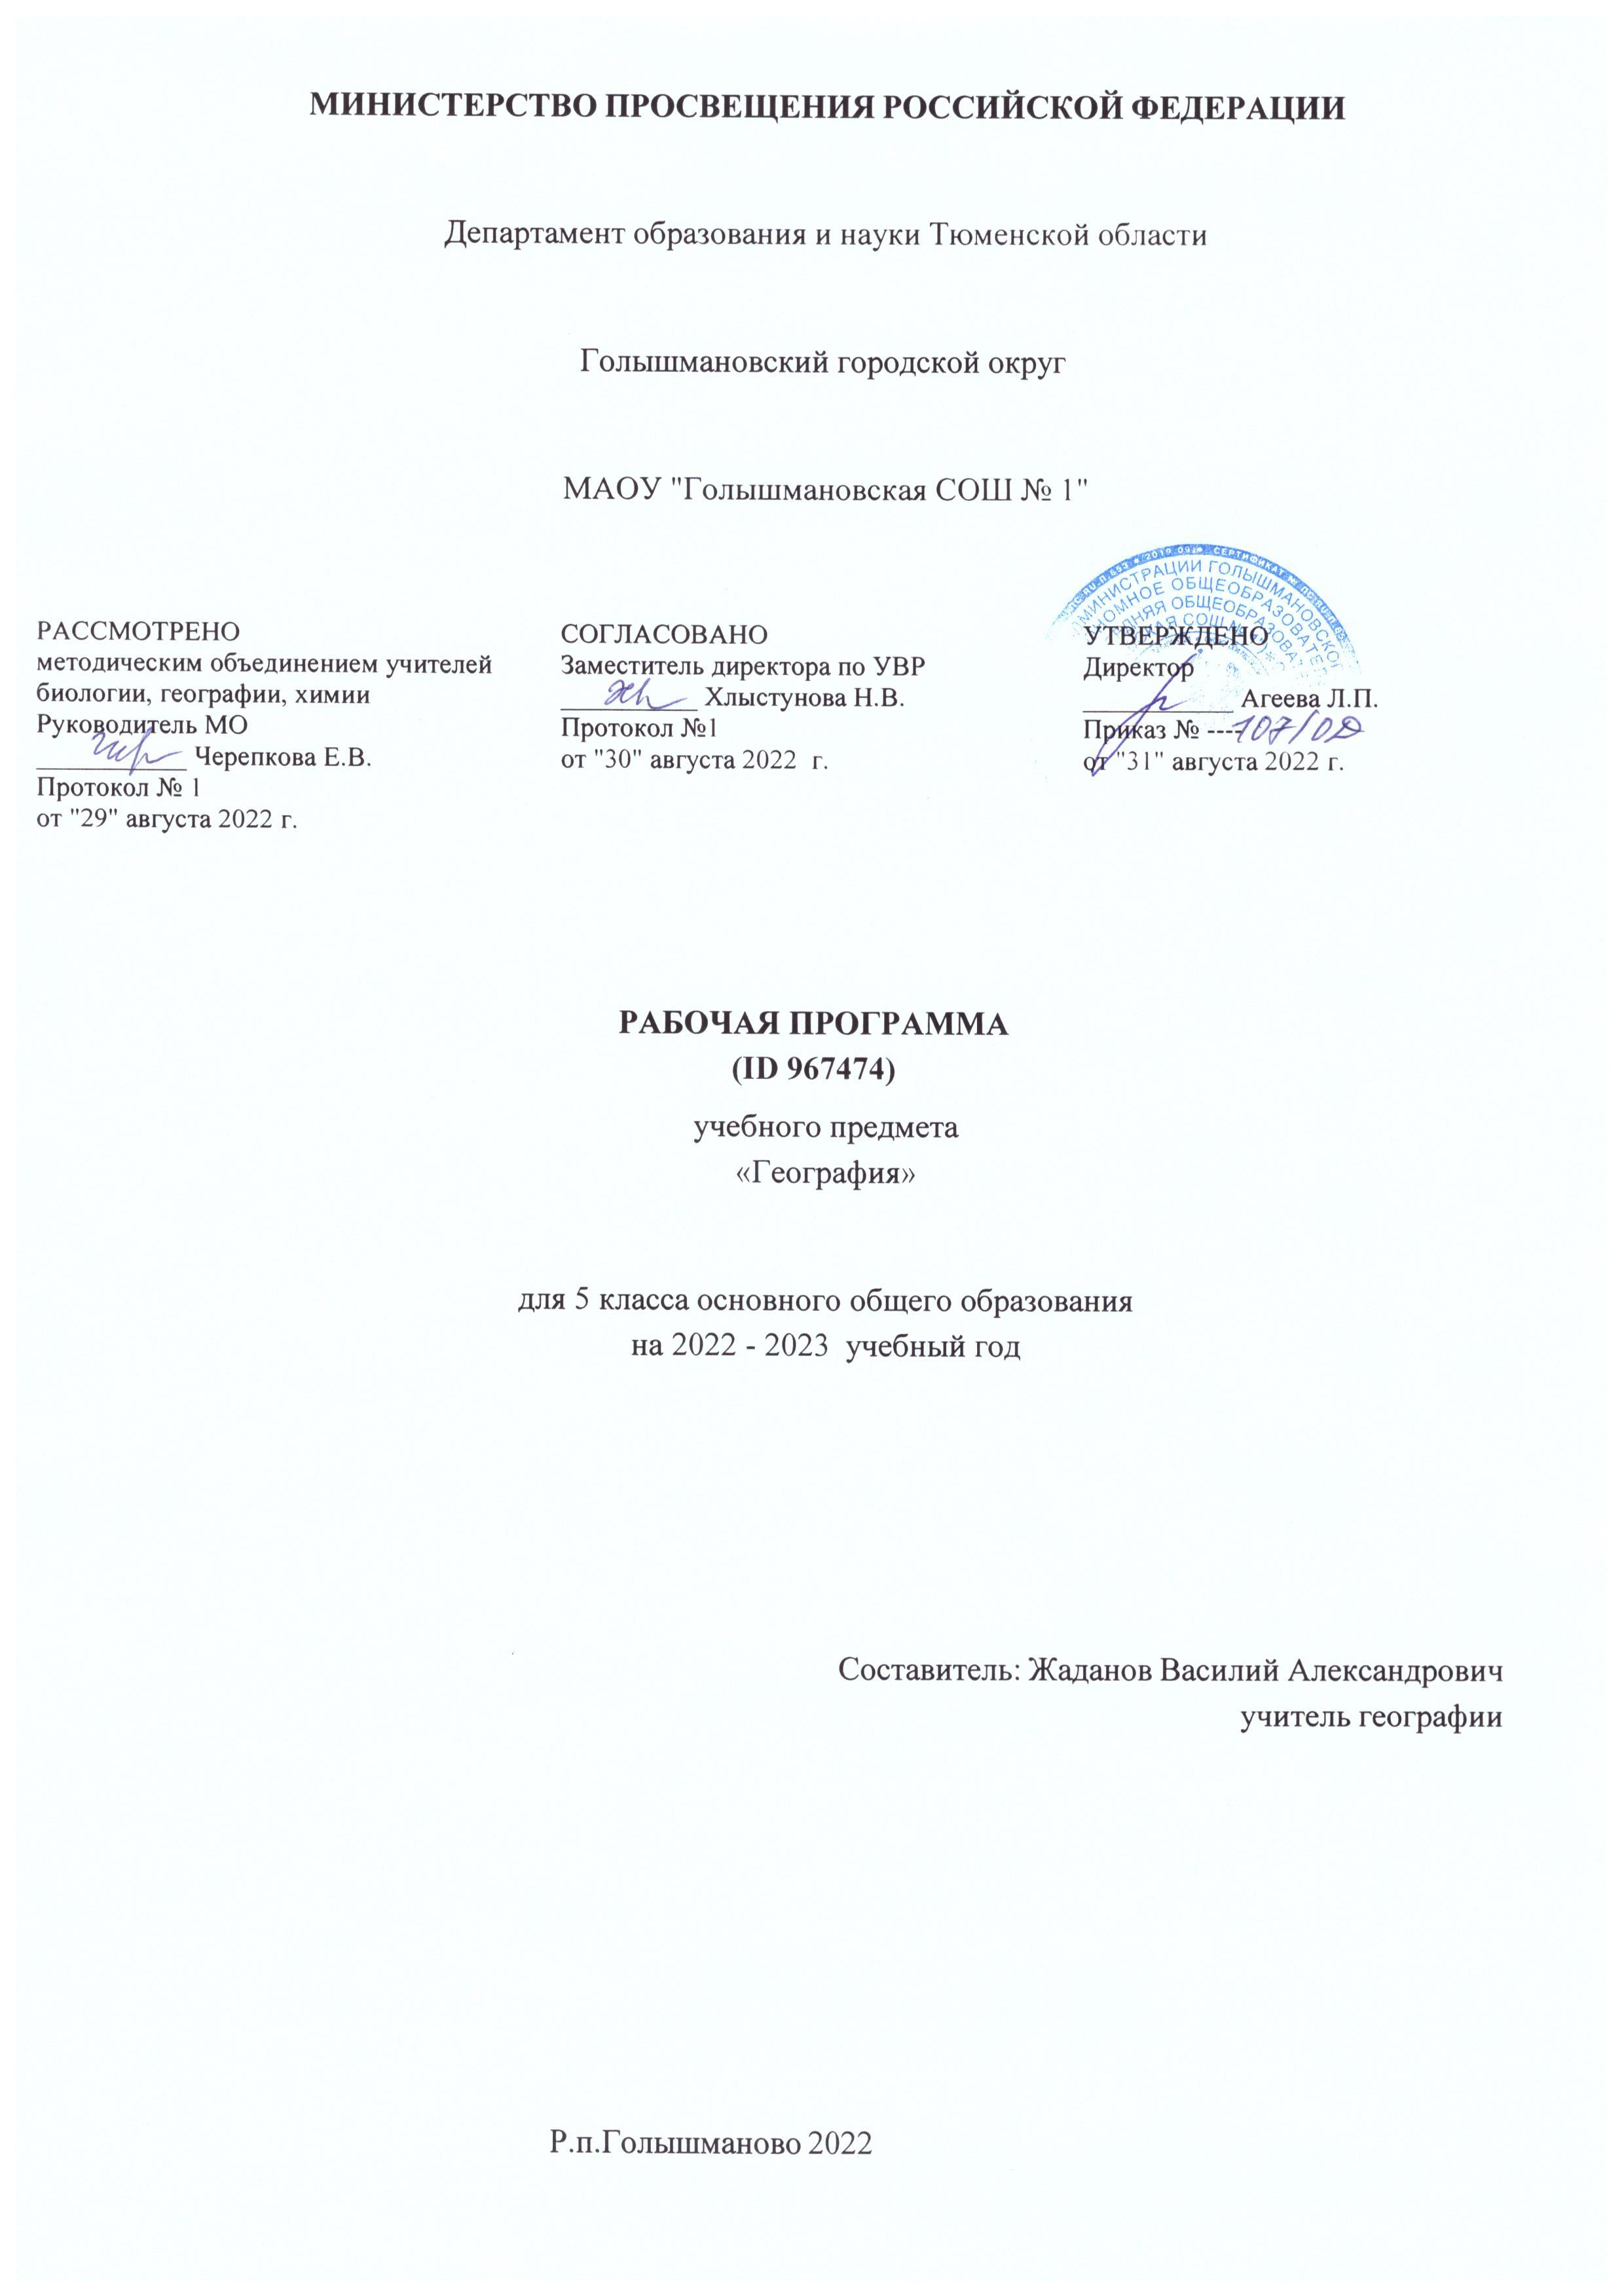 МИНИСТЕРСТВО ПРОСВЕЩЕНИЯ РОССИЙСКОЙ ФЕДЕРАЦИИ
Департамент образования и науки Тюменской области
Голышмановский городской округ
МАОУ "Голышмановская СОШ № 1"
РАССМОТРЕНО
методическим объединением учителей
биологии, географии, химии
Руководитель МО
____________ Черепкова Е.В.
Протокол № 1
от "29" августа 2022 г.
СОГЛАСОВАНО
Заместитель директора по УВР
___________ Хлыстунова Н.В.
Протокол №1
от "30" августа 2022 г.
УТВЕРЖДЕНО
Директор
____________ Агеева Л.П.
Приказ № ---- 107/ОД
от "31" августа 2022 г.
РАБОЧАЯ ПРОГРАММА
(ID 967474)
учебного предмета
«География»
для 5 класса основного общего образования
на 2022 - 2023 учебный год
Составитель: Жаданов Василий Александрович
учитель географии
Р.п.Голышманово 2022